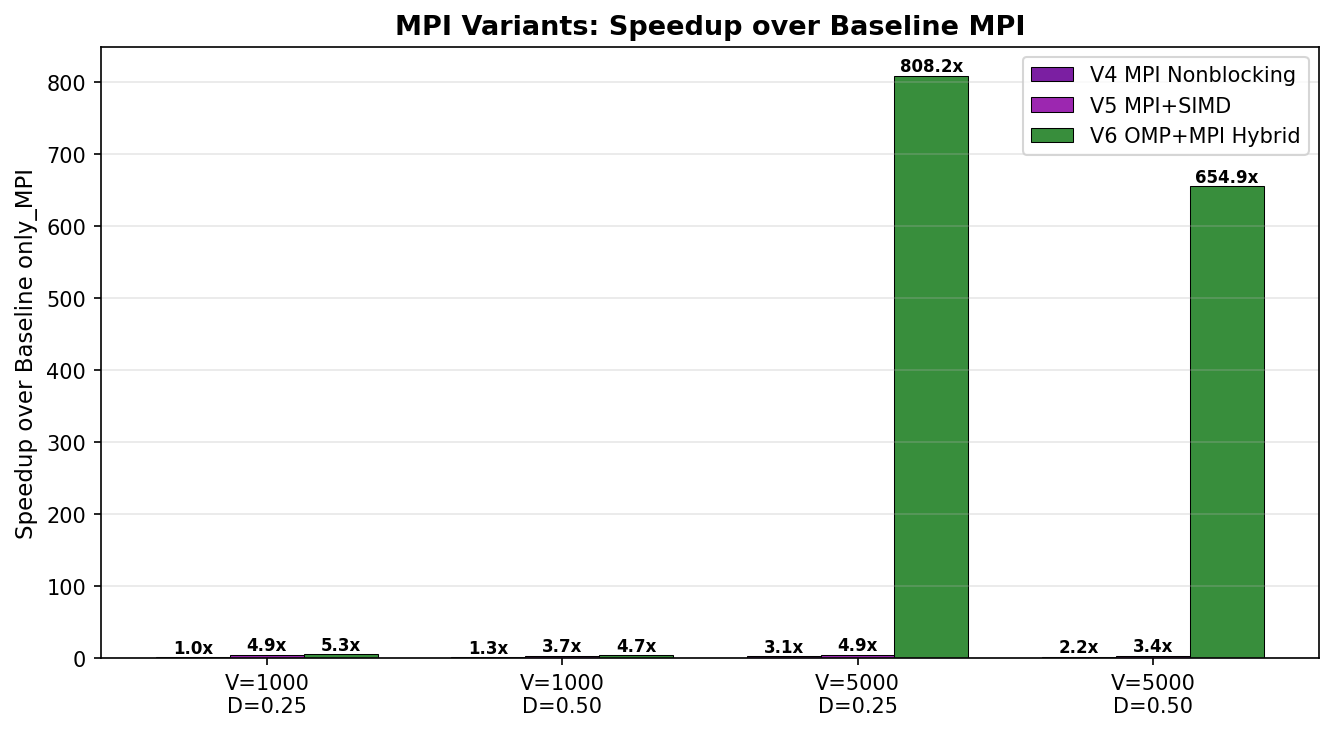 MPI Variants: Speedup over Baseline MPI
V4 MPI Nonblocking
V5 MPI+SIMD
V6 OMP+MPI Hybrid
Speedup over Baseline only_MPI
800
700
600
500
400
300
200
100
0
1.0x
4.9x
5.3x
1.3x
3.7x
4.7x
3.1x
4.9x
808.2x
2.2x
3.4x
654.9x
V=1000
D=0.25
V=1000
D=0.50
V=5000
D=0.25
V=5000
D=0.50